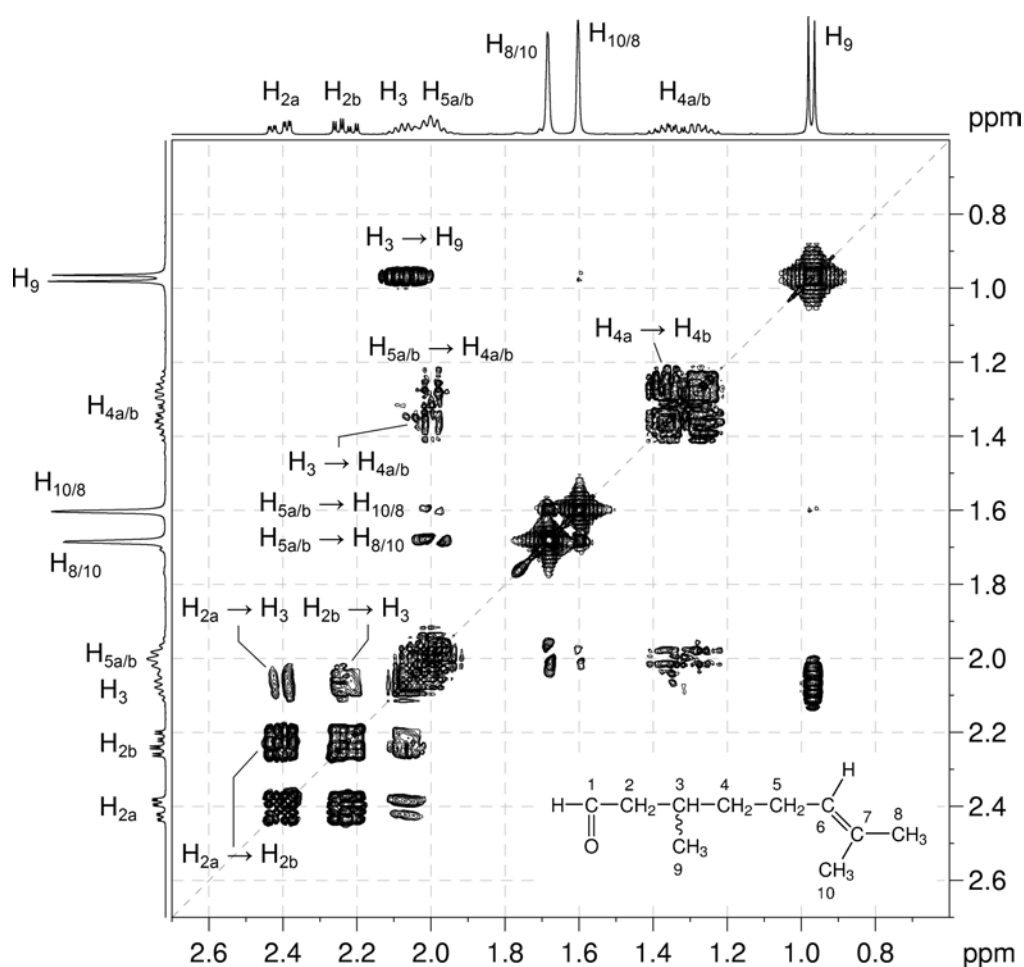 H8/10 H10/8 H9
H2a H2b H3 H5a/b H4a/b
ppm
0.8
H3 → H9
H9
1.0
H4a → H4b
H5a/b → H4a/b
1.2
H4a/b
1.4
H3 → H4a/b
H10/8
H5a/b → H10/8
1.6
H5a/b → H8/10
H8/10
1.8
H2a → H3 H2b → H3
H5a/b
2.0
H3
H2b
2.2
H
1 2 3 4 5
H C CH2 CH CH2 CH2 6 7 8
H2a
2.4
O CH3 CH3
9 CH3
H2a → H2b
10
2.6
2.6 2.4 2.2 2.0 1.8 1.6 1.4 1.2 1.0 0.8 ppm